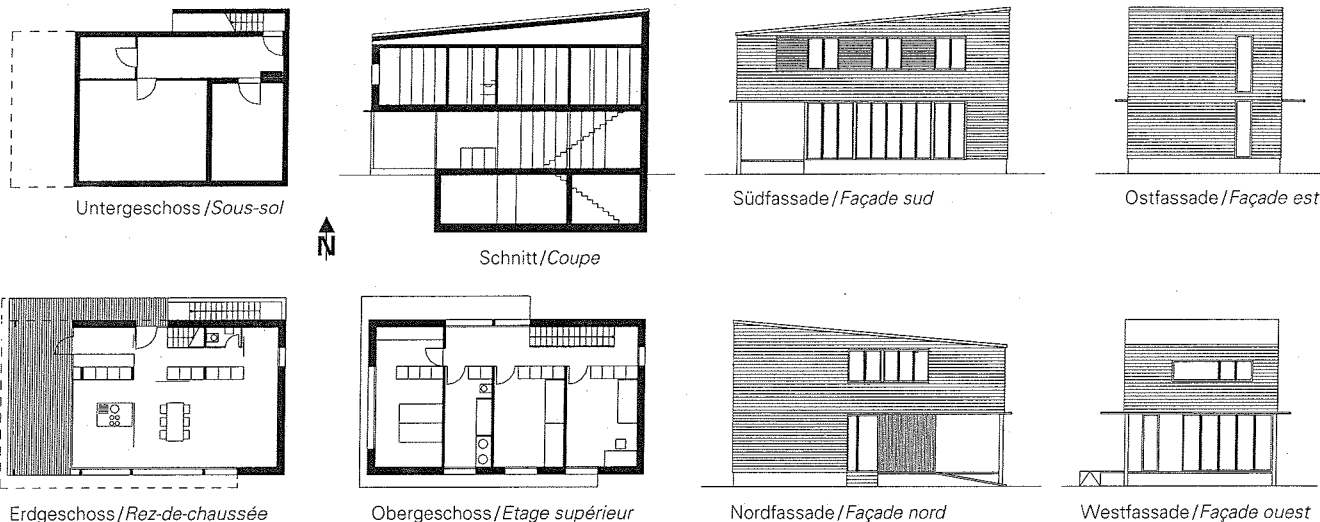 Untergeschoss/Sous-sol
N
Schnitt/Coupe
Südfassade/Façade sud
Ostfassade/Façade est
Erdgeschoss/Rez-de-chaussée
Obergeschoss/Etage supérieur
Nordfassade/Façade nord
Westfassade/Façade ouest